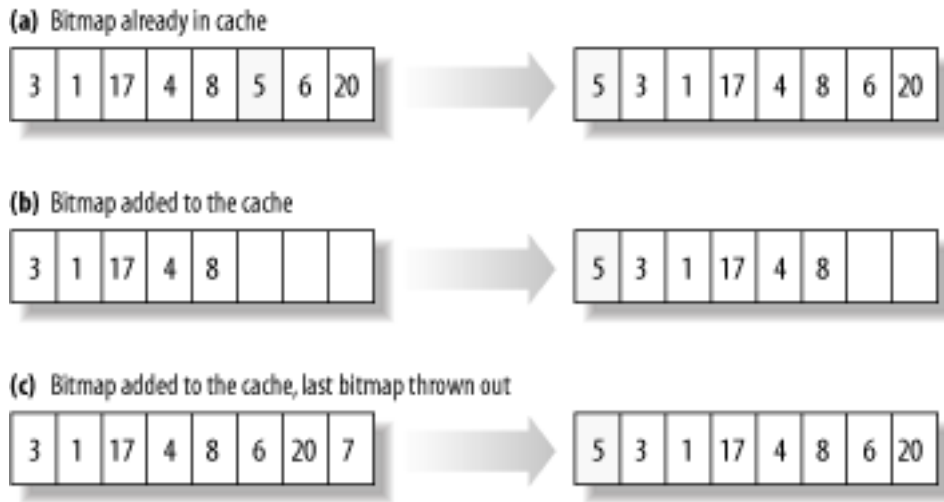 (a) Bitmap already in cache
3 1 17 4 8 5 6 20 5 3 1 17 4 8 6 20
(b) Bitmap added to the cache
3 1 17 4 8 5 3 1 17 4 8
(c) Bitmap added to the cache, last bitmap thrown out
3 1 17 4 8 6 20 7 5 3 1 17 4 8 6 20